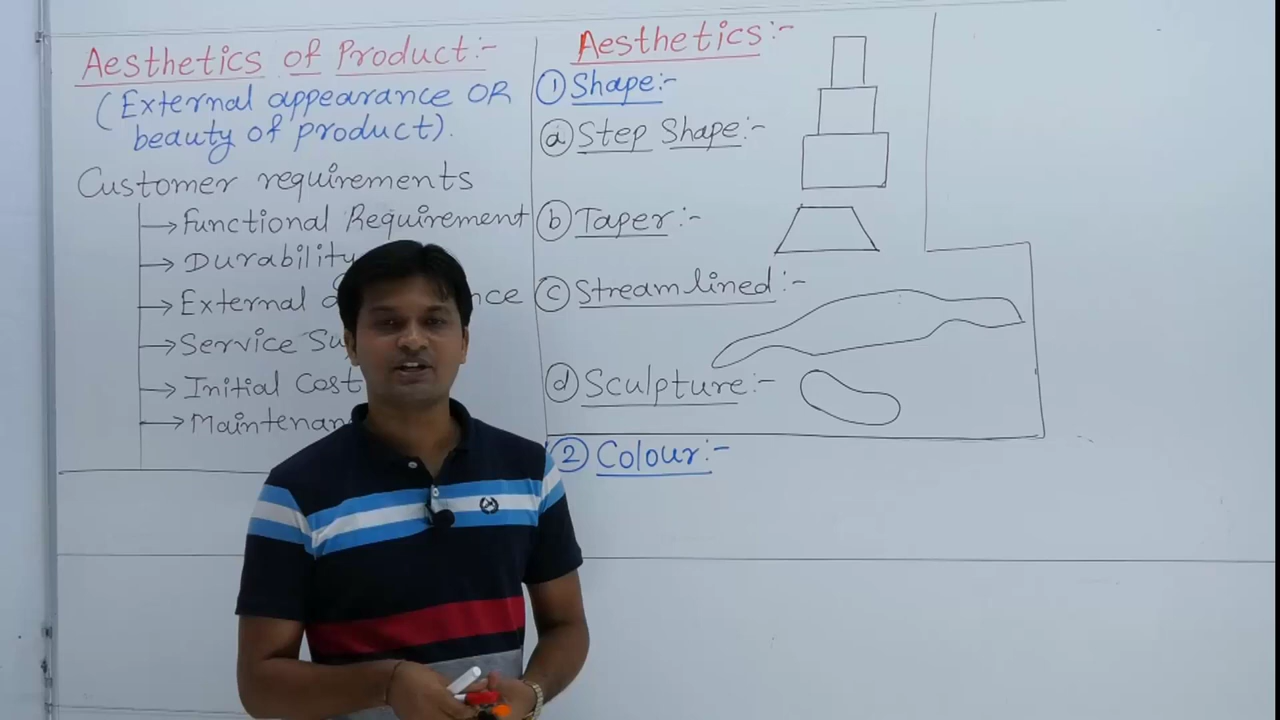 Aesthetics of Product:-
(External appearance OR
beauty of product).
Customer requirements
→ Functional Requirement
→ Durability
→ External
→ Service
→ Initial Cost
→
Aesthetics:-
① Shape:-
ⓐ Step Shape:-
ⓑ Taper:-
ⓒ Streamlined:-
ⓓ Sculpture:-
② Colour:-